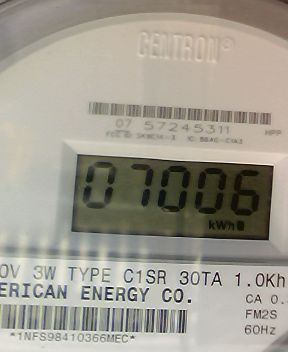 CENTRON®
07 57245311
HPP
07006
kWh
0V 3W TYPE C1SR 30TA 1.0Kh
ERICAN ENERGY CO.
CA 0.
FM2S
60Hz
*1NFS98410366MEC*